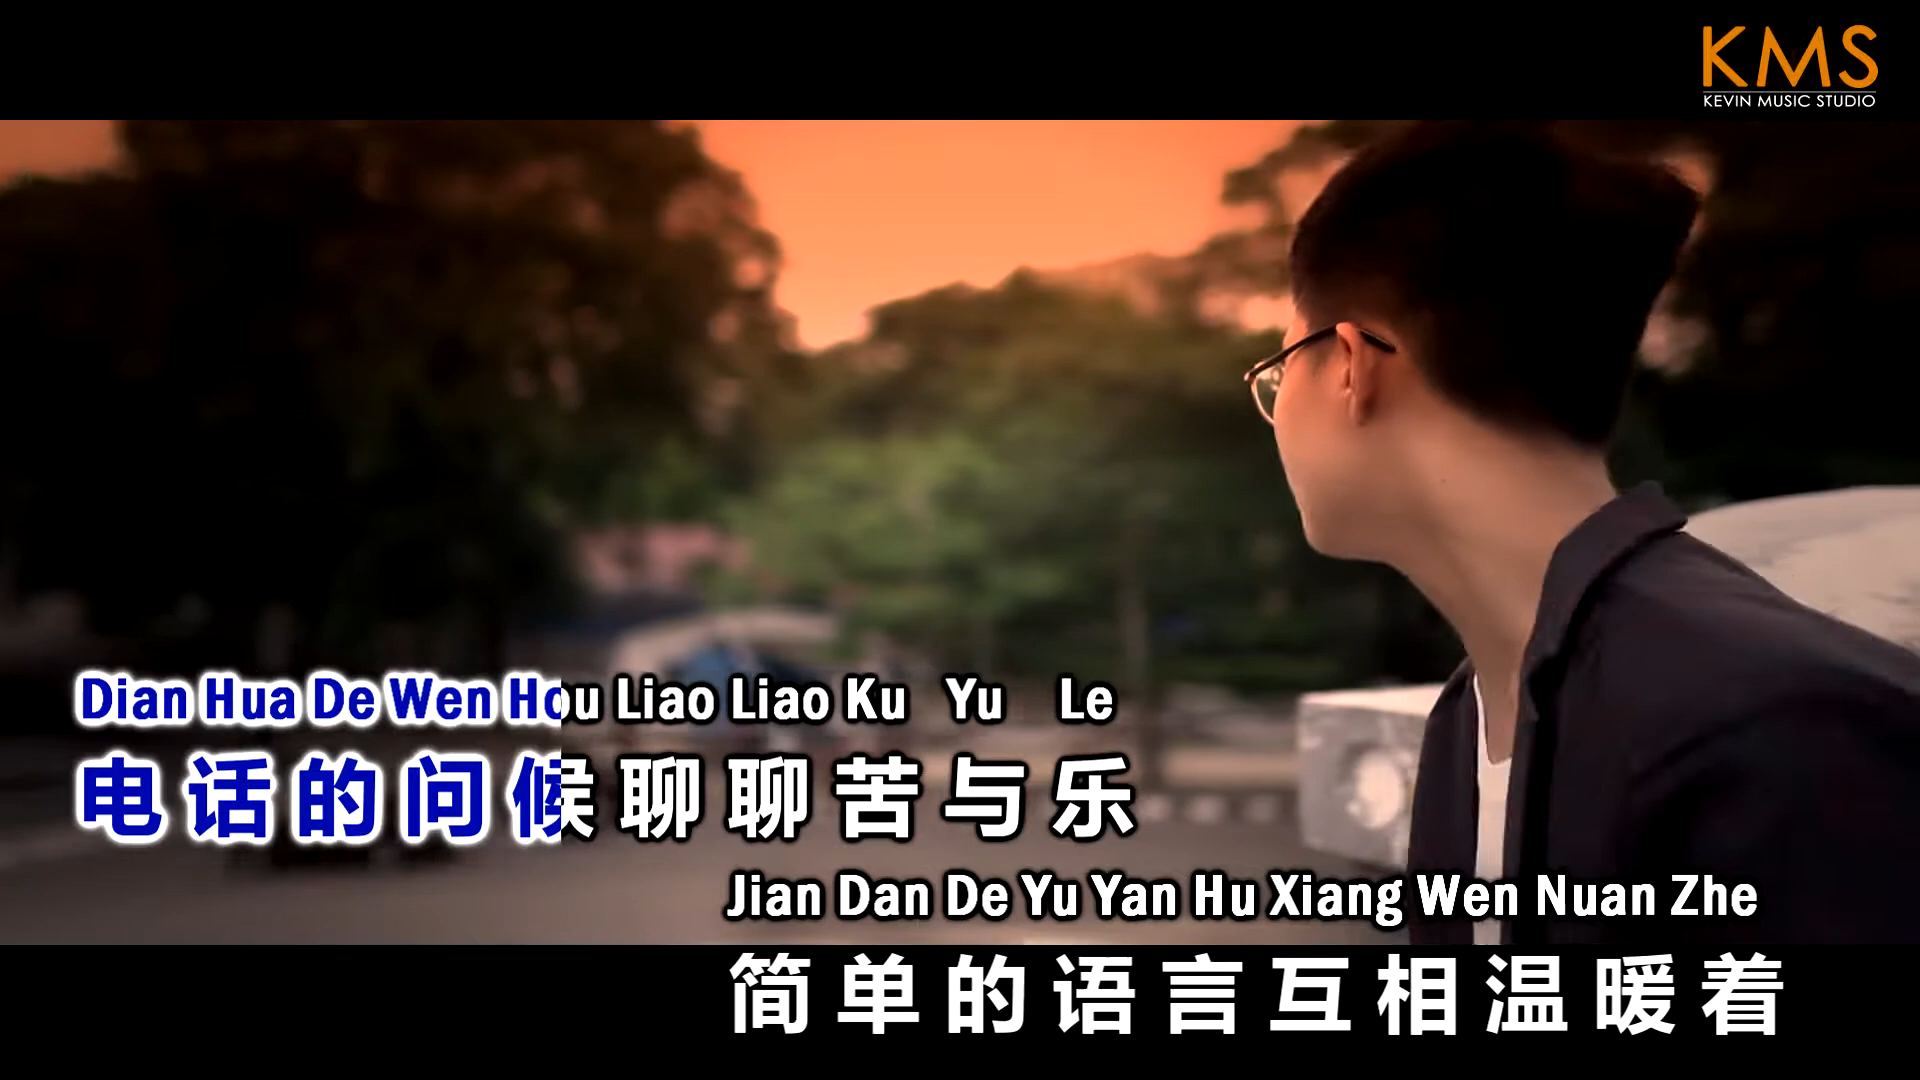 KMS
KEVIN MUSIC STUDIO
Dian Hua De Wen Hou Liao Liao Ku Yu Le
电话的问候聊聊苦与乐
Jian Dan De Yu Yan Hu Xiang Wen Nuan Zhe
简单的语言互相温暖着